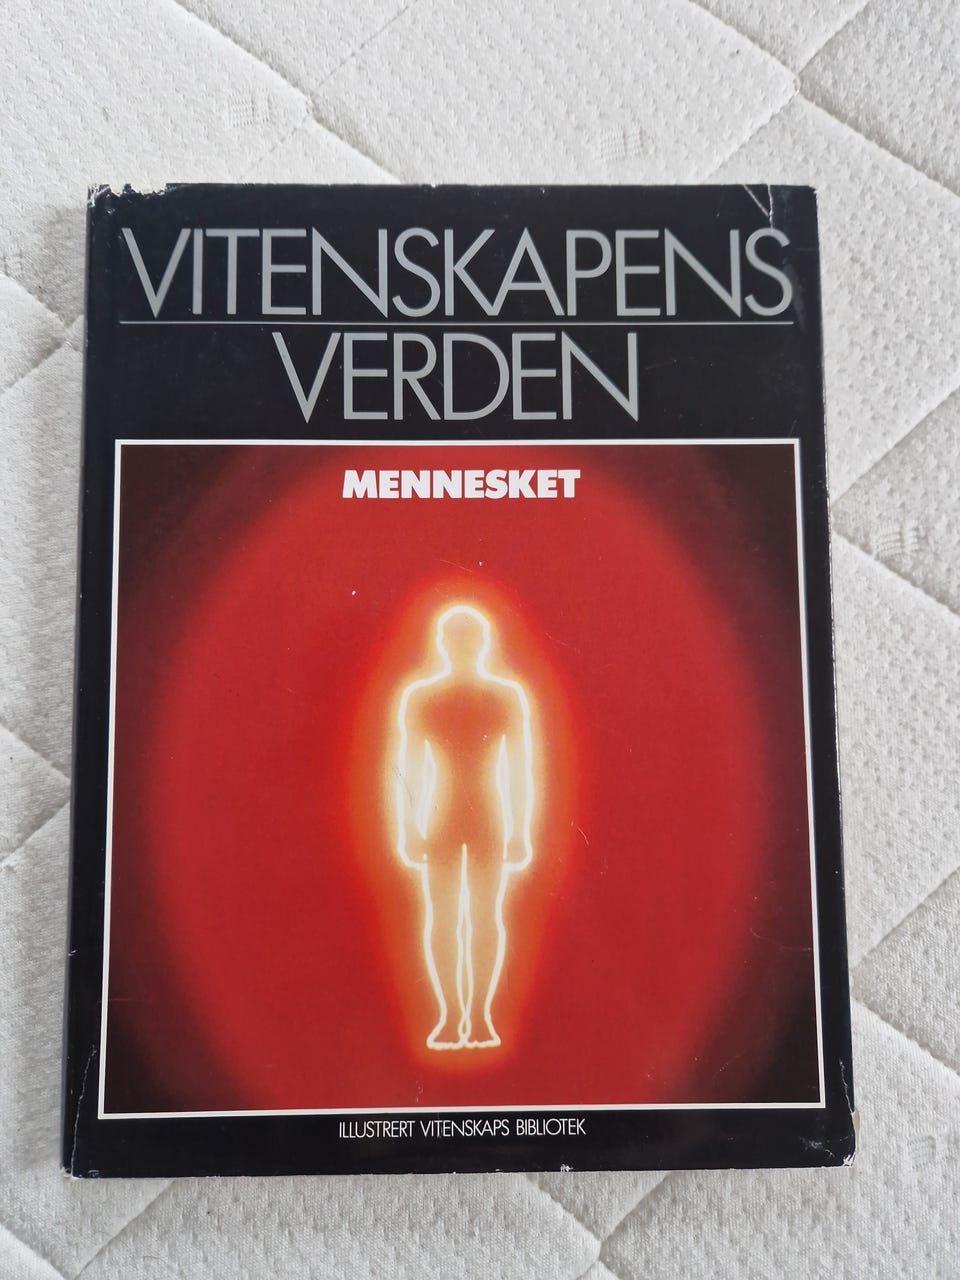 VITENSKAPENS
VERDEN
MENNESKET
ILLUSTRERT VITENSKAPS BIBLIOTEK